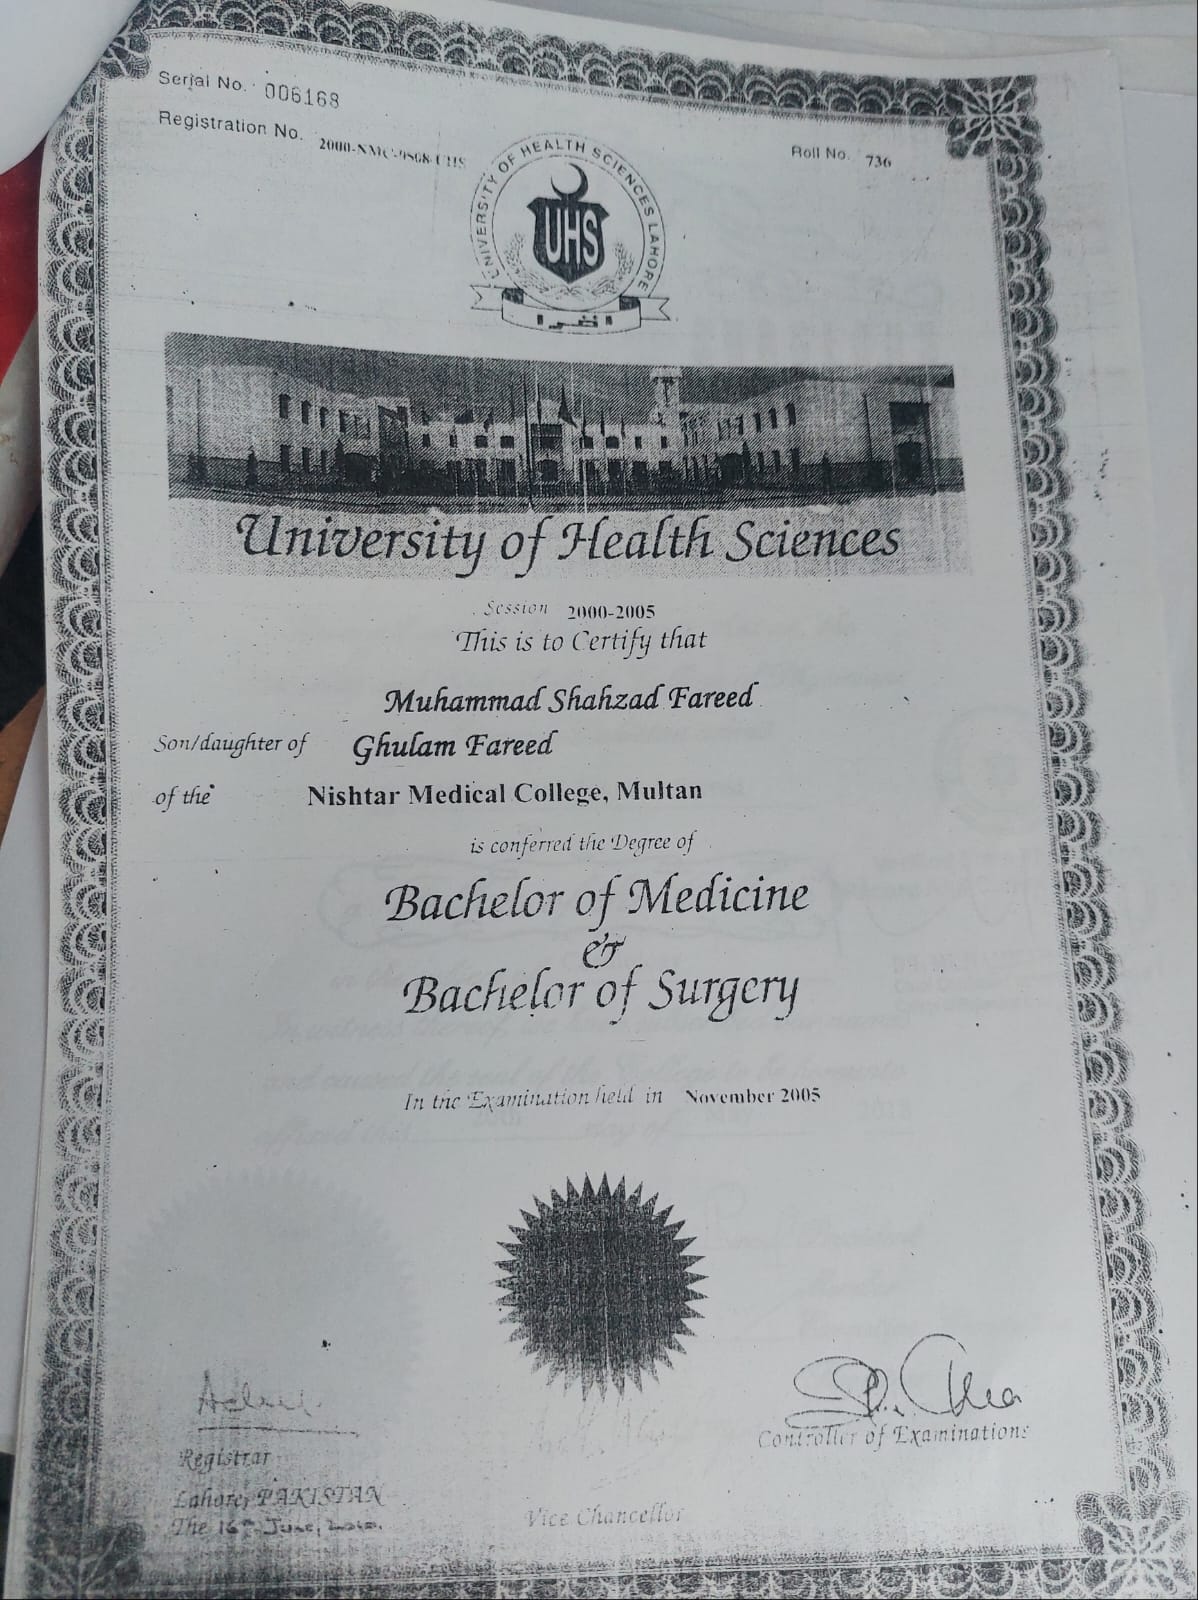 Serial No. 006168
Registration No. 2000-NMC-9868-UHS
Roll No. 736
UNIVERSITY OF HEALTH SCIENCES LAHORE
UHS
اقرا
University of Health Sciences
Session 2000-2005
This is to Certify that
Muhammad Shahzad Fareed
Son/daughter of Ghulam Fareed
of the Nishtar Medical College, Multan
is conferred the Degree of
Bachelor of Medicine
&
Bachelor of Surgery
In the Examination held in November 2005
Registrar
Controller of Examinations
Lahore, PAKISTAN
The 16th June, 2010.
Vice Chancellor